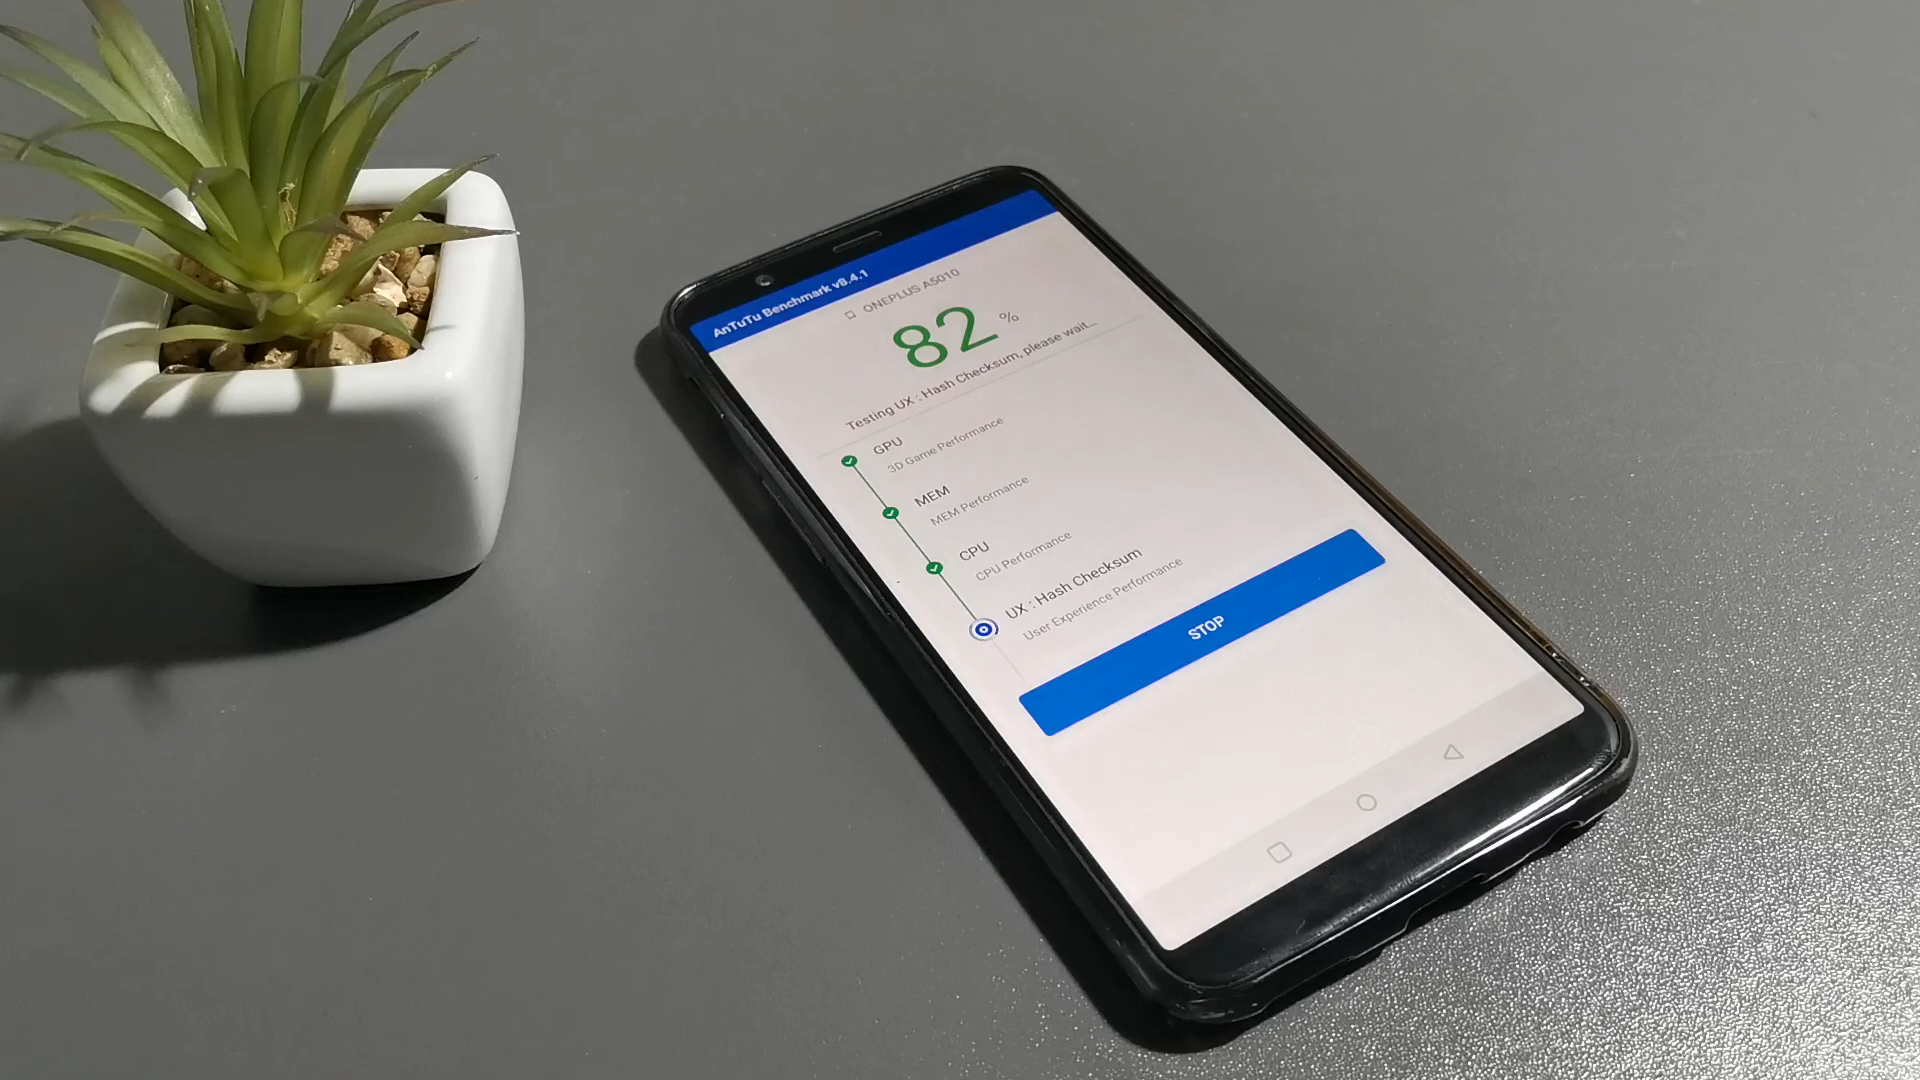 AnTuTu Benchmark v8.4.1
ONEPLUS A5010
82 %
Testing UX : Hash Checksum, please wait...
GPU
3D Game Performance
MEM
MEM Performance
CPU
CPU Performance
UX : Hash Checksum
User Experience Performance
STOP